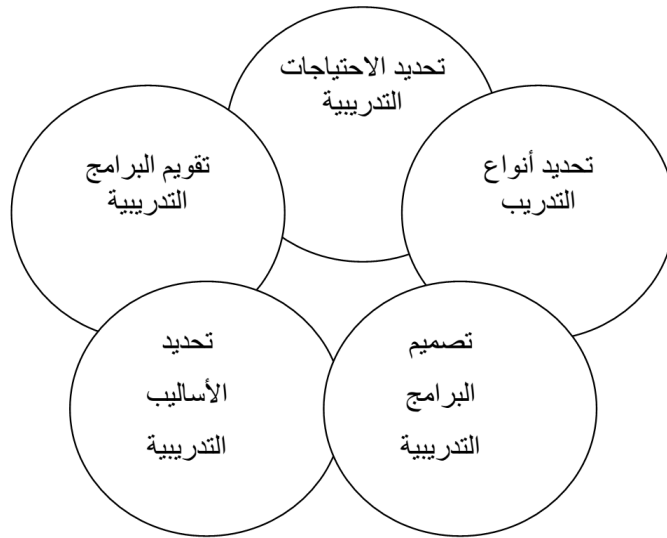 تحديد الاحتياجات
التدريبية
تحديد أنواع
التدريب
تصميم
البرامج
التدريبية
تحديد
الأساليب
التدريبية
تقويم البرامج
التدريبية